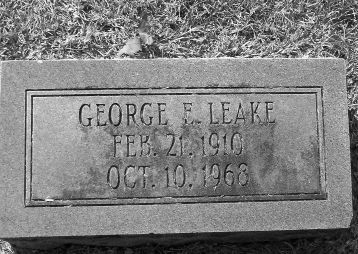 GEORGE E. LEAKE
FEB. 21, 1910
OCT. 10, 1968